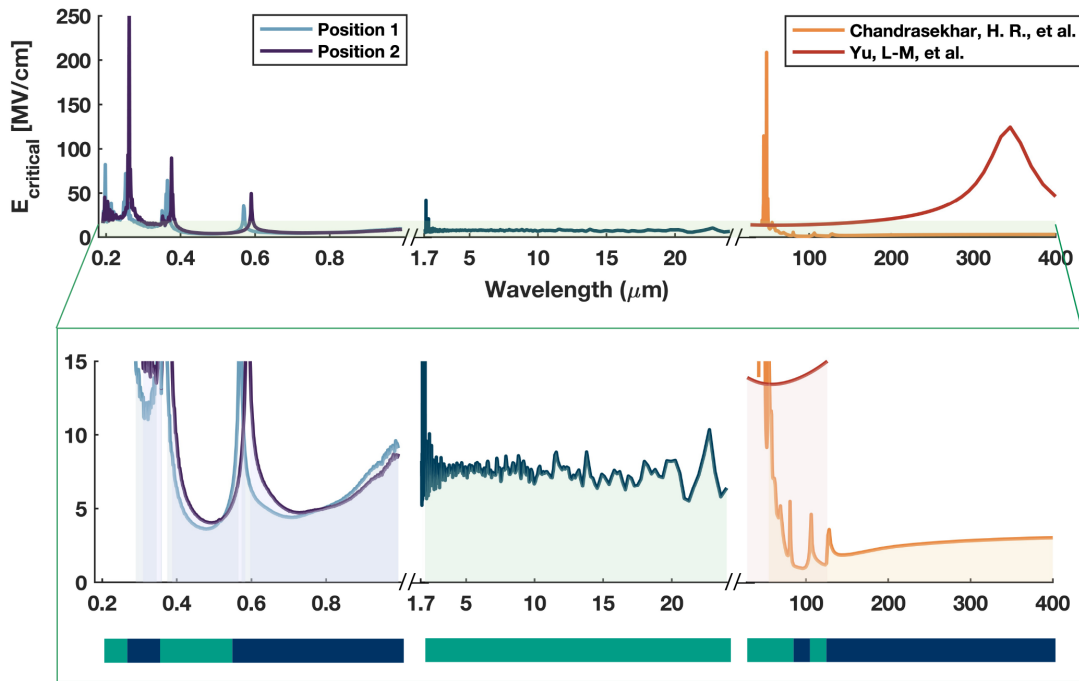 250
200
150
100
50
0
E_critical [MV/cm]
Position 1
Position 2
Chandrasekhar, H. R., et al.
Yu, L-M, et al.
0.2 0.4 0.6 0.8 1.7 5 10 15 20 100 200 300 400
Wavelength (μm)
15
10
5
0
0.2 0.4 0.6 0.8 1.7 5 10 15 20 100 200 300 400